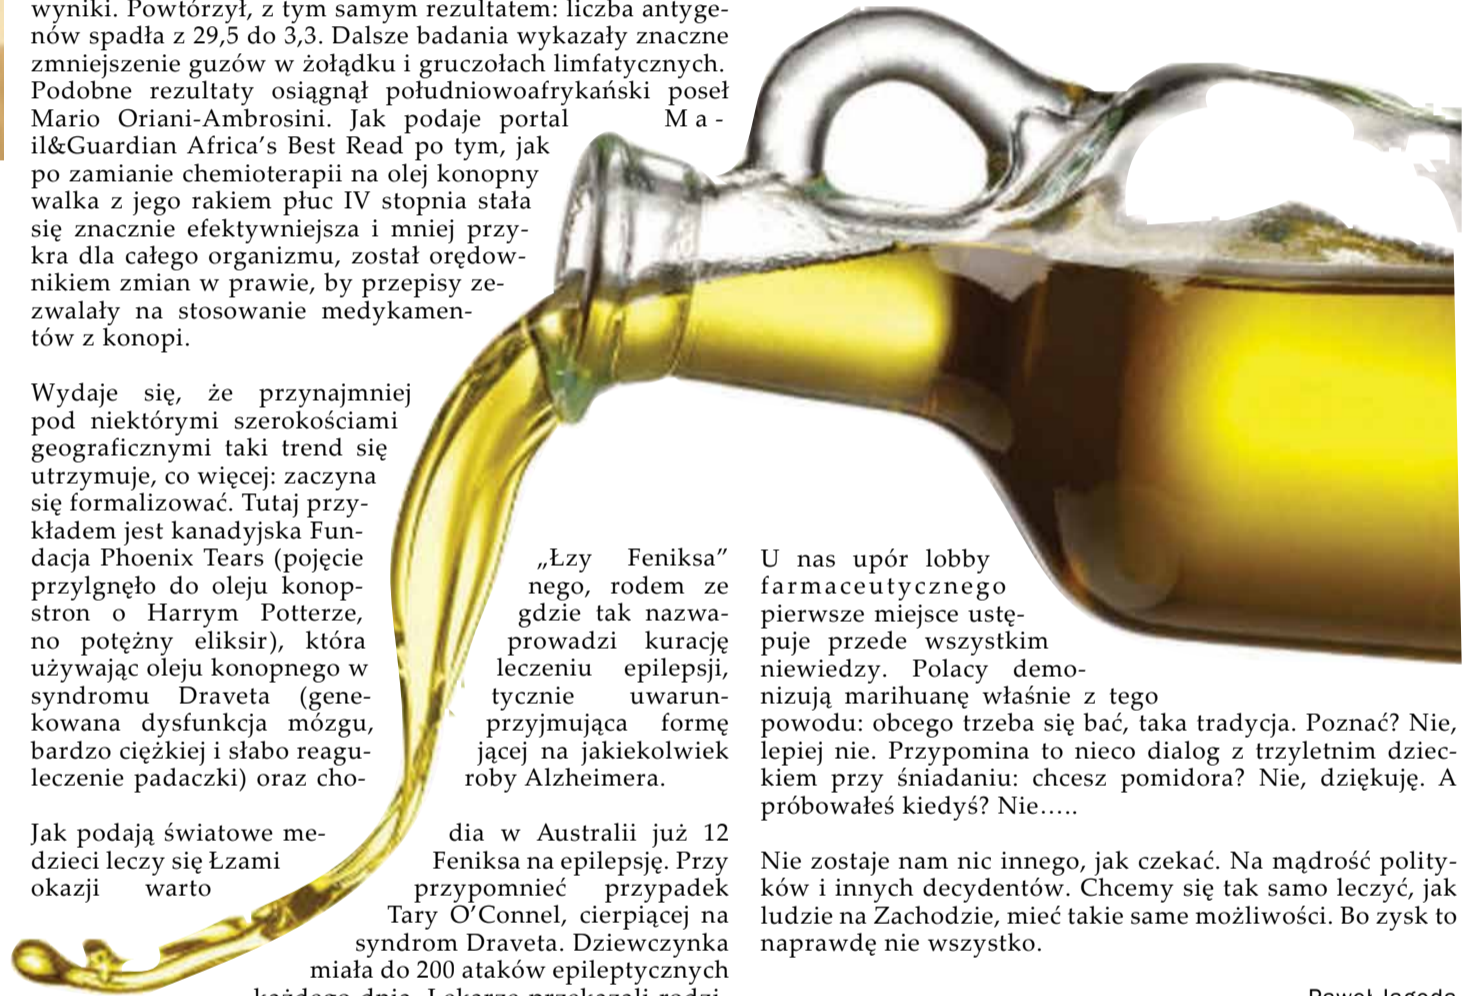 wyniki. Powtórzył, z tym samym rezultatem: liczba antyge-
nów spadła z 29,5 do 3,3. Dalsze badania wykazały znaczne
zmniejszenie guzów w żołądku i gruczołach limfatycznych.
Podobne rezultaty osiągnął południowoafrykański poseł
Mario Oriani-Ambrosini. Jak podaje portal Ma-
il&Guardian Africa's Best Read po tym, jak
po zamianie chemioterapii na olej konopny
walka z jego rakiem płuc IV stopnia stała
się znacznie efektywniejsza i mniej przy-
kra dla całego organizmu, został orędow-
nikiem zmian w prawie, by przepisy ze-
zwalały na stosowanie medykamen-
tów z konopi.

Wydaje się, że przynajmniej
pod niektórymi szerokościami
geograficznymi taki trend się
utrzymuje, co więcej: zaczyna
się formalizować. Tutaj przy-
kładem jest kanadyjska Fun-
dacja Phoenix Tears (pojęcie „Łzy Feniksa”
przylgnęło do oleju konop- nego, rodem ze
stron o Harrym Potterze, gdzie tak nazwa-
no potężny eliksir), która prowadzi kurację
używając oleju konopnego w leczeniu epilepsji,
syndromu Draveta (gene- tycznie uwarun-
kowana dysfunkcja mózgu, przyjmująca formę
bardzo ciężkiej i słabo reagu- jącej na jakiekolwiek
leczenie padaczki) oraz cho- roby Alzheimera.

Jak podają światowe me- dia w Australii już 12
dzieci leczy się Łzami Feniksa na epilepsję. Przy
okazji warto przypomnieć przypadek
Tary O'Connel, cierpiącej na
syndrom Draveta. Dziewczynka
miała do 200 ataków epileptycznych
każdego dnia. Lekarze przekazali rodzi-

U nas upór lobby
farmaceutycznego
pierwsze miejsce ustę-
puje przede wszystkim
niewiedzy. Polacy demo-
nizują marihuanę właśnie z tego
powodu: obcego trzeba się bać, taka tradycja. Poznać? Nie,
lepiej nie. Przypomina to nieco dialog z trzyletnim dziec-
kiem przy śniadaniu: chcesz pomidora? Nie, dziękuję. A
próbowałeś kiedyś? Nie…..

Nie zostaje nam nic innego, jak czekać. Na mądrość polity-
ków i innych decydentów. Chcemy się tak samo leczyć, jak
ludzie na Zachodzie, mieć takie same możliwości. Bo zysk to
naprawdę nie wszystko.

Paweł Jagoda